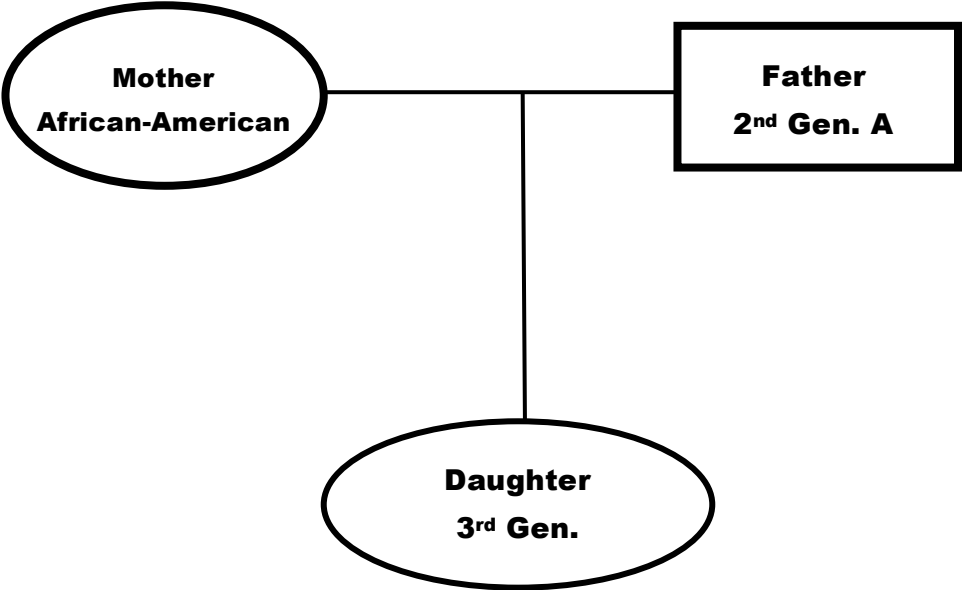 Mother
African-American
Father
2nd Gen. A
Daughter
3rd Gen.